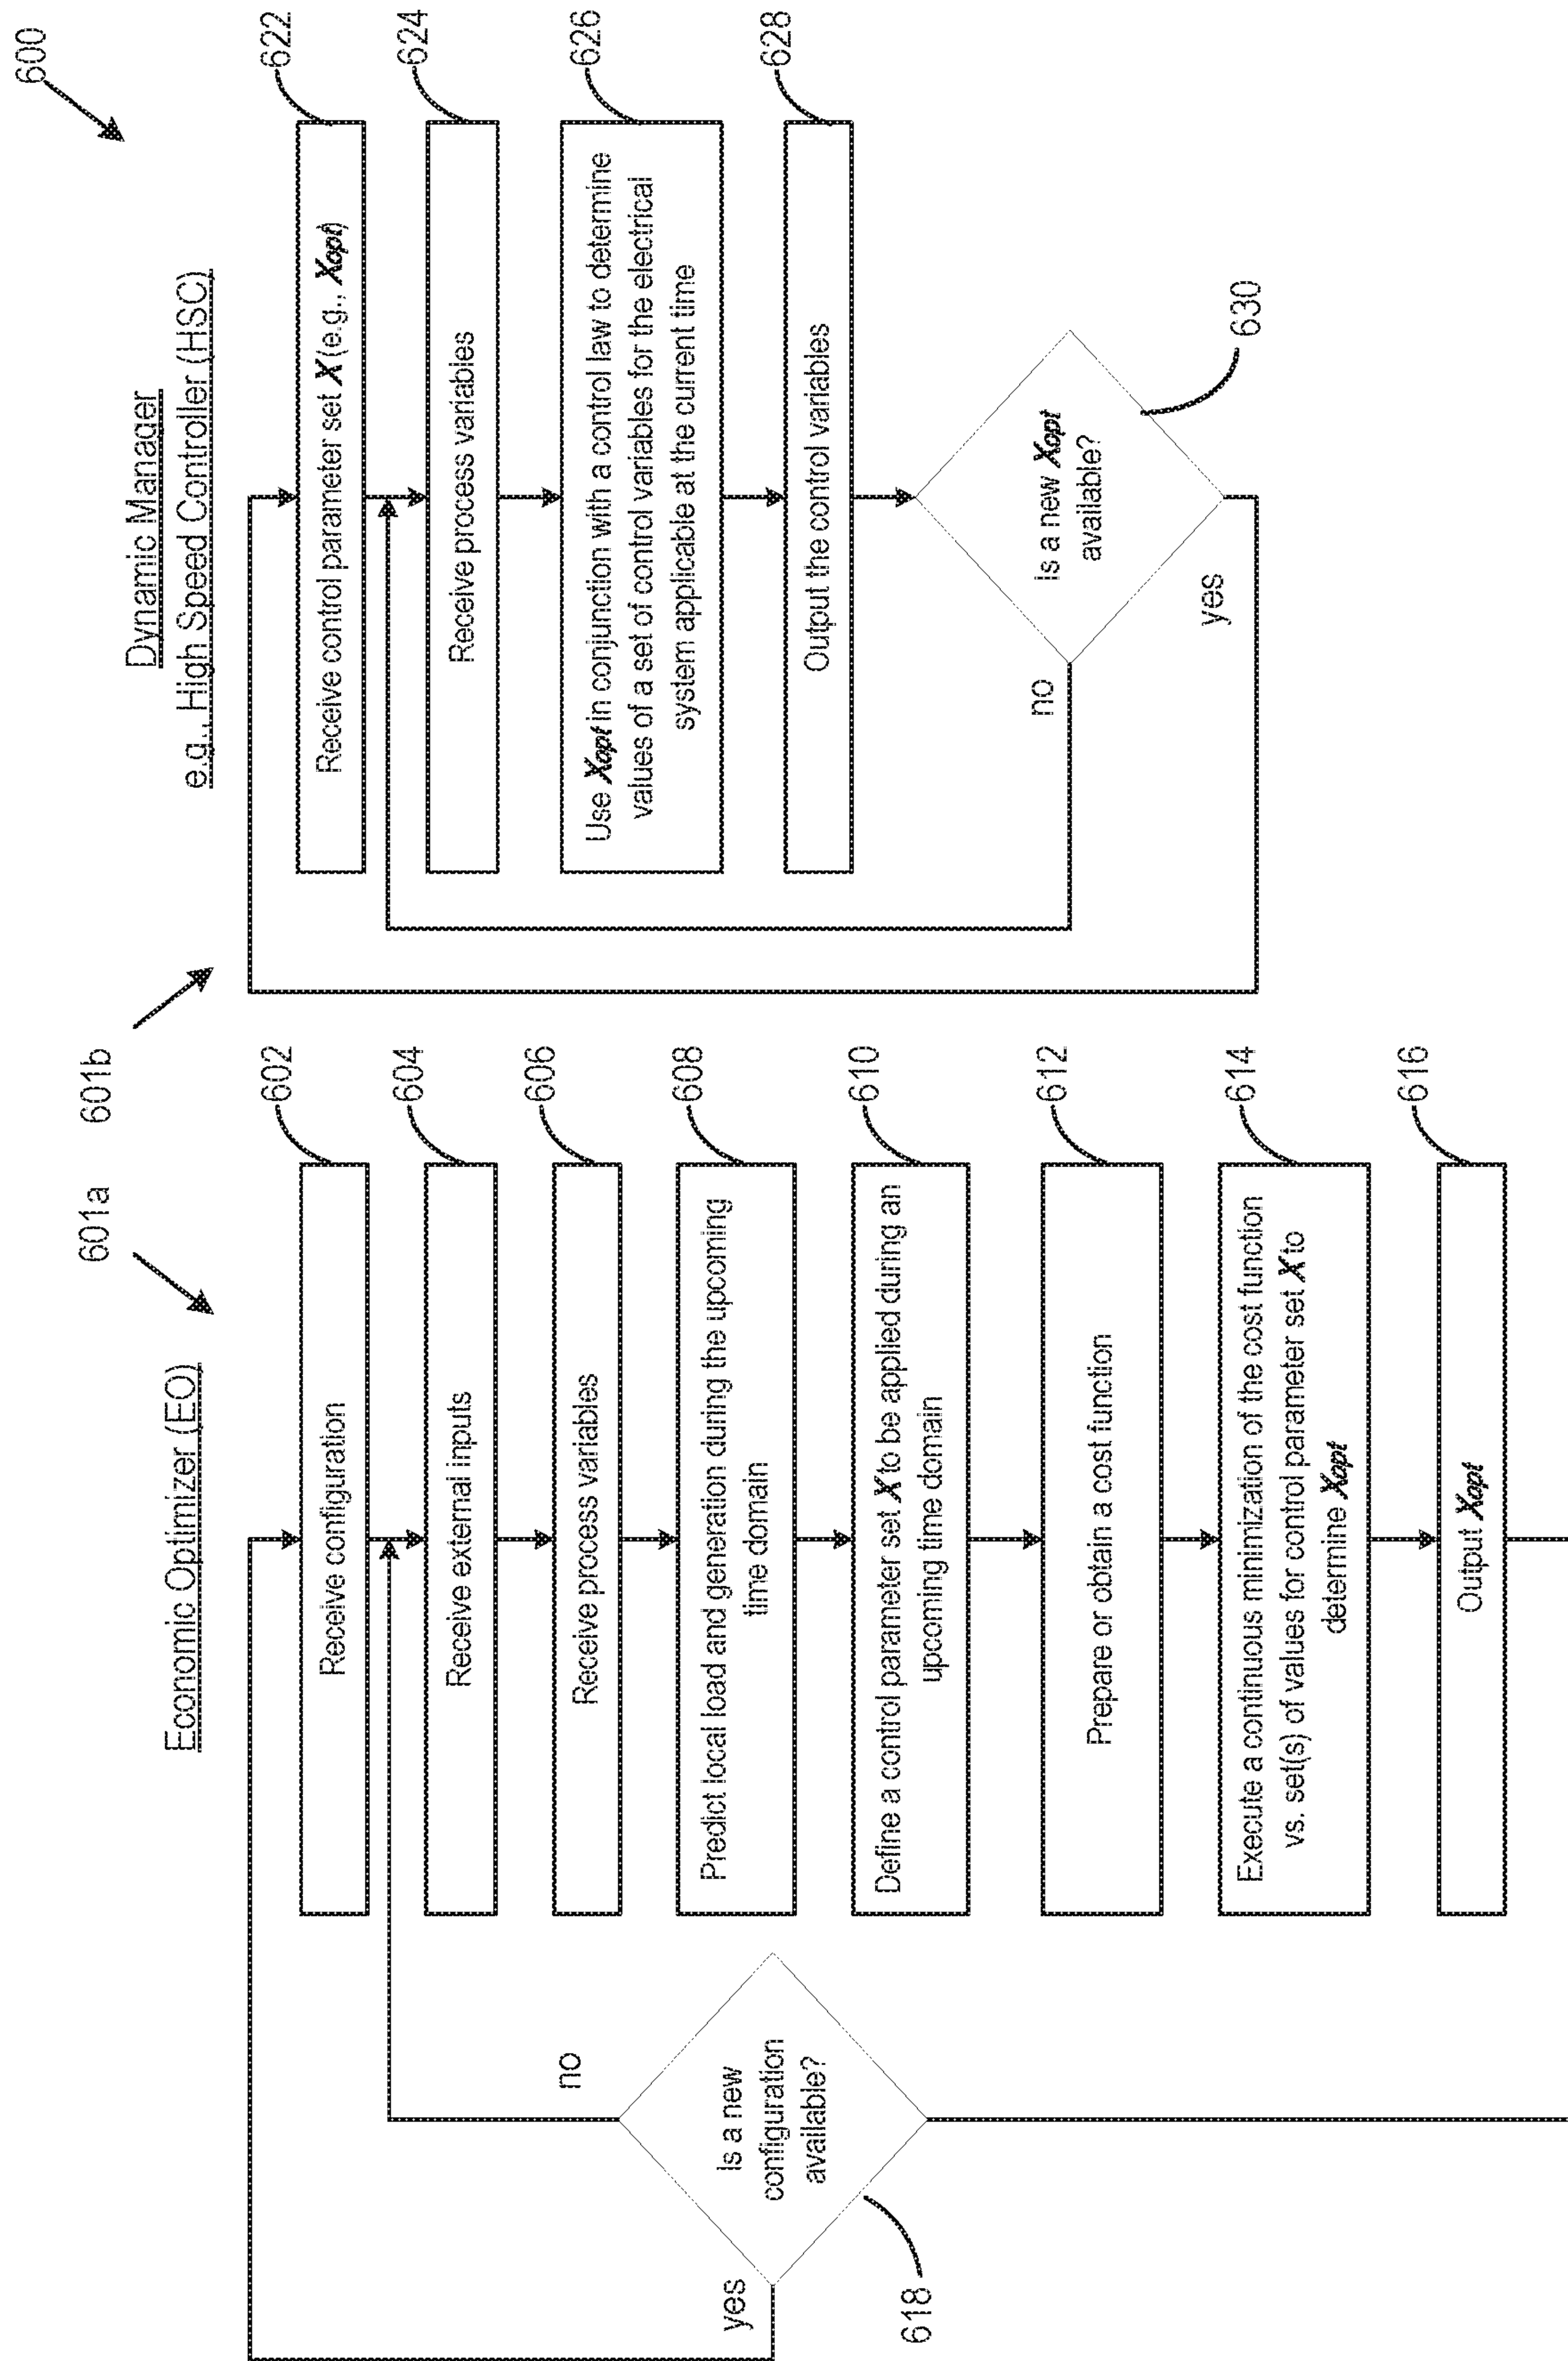 600
601a
Economic Optimizer (EO)
602
Receive configuration
604
Receive external inputs
606
Receive process variables
608
Predict local load and generation during the upcoming
time domain
610
Define a control parameter set X to be applied during an
upcoming time domain
612
Prepare or obtain a cost function
614
Execute a continuous minimization of the cost function
vs. set(s) of values for control parameter set X to
determine Xopt
616
Output Xopt
is a new
configuration
available?
no
yes
618
601b
Dynamic Manager
e.g., High Speed Controller (HSC)
622
Receive control parameter set X (e.g., Xopt)
624
Receive process variables
626
Use Xopt in conjunction with a control law to determine
values of a set of control variables for the electrical
system applicable at the current time
628
Output the control variables
is a new Xopt
available?
630
no
yes